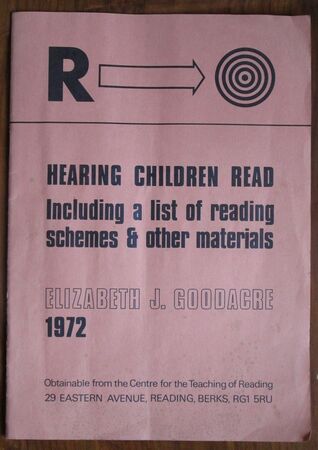 R
HEARING CHILDREN READ
Including a list of reading
schemes & other materials
ELIZABETH J. GOODACRE
1972
Obtainable from the Centre for the Teaching of Reading
29 EASTERN AVENUE, READING, BERKS, RG1 5RU